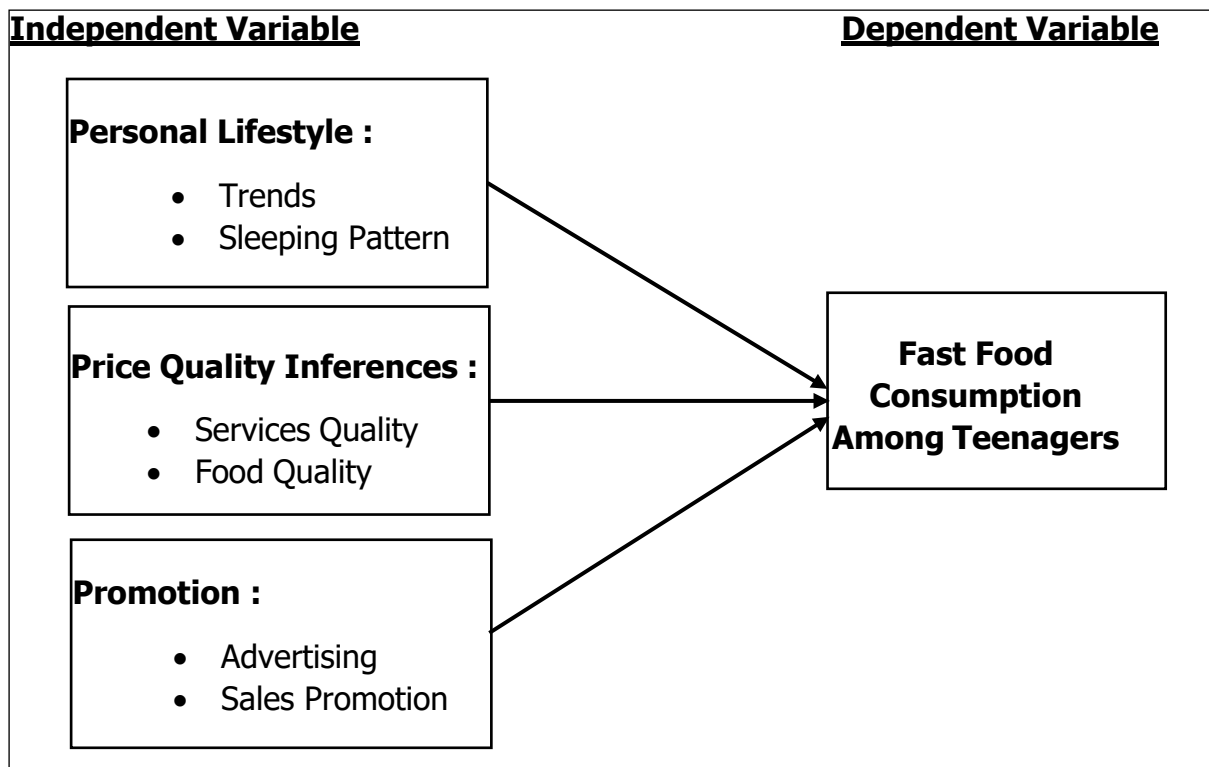 Independent Variable
Dependent Variable
Personal Lifestyle :
• Trends
• Sleeping Pattern
Price Quality Inferences :
• Services Quality
• Food Quality
Promotion :
• Advertising
• Sales Promotion
Fast Food
Consumption
Among Teenagers